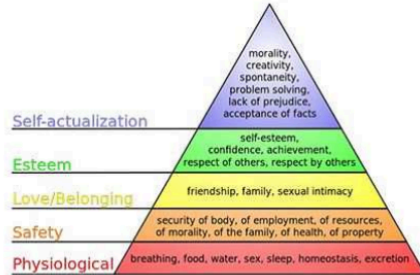 morality,
creativity,
spontaneity,
problem solving,
lack of prejudice,
acceptance of facts
Self-actualization
self-esteem,
confidence, achievement,
respect of others, respect by others
Esteem
friendship, family, sexual intimacy
Love/Belonging
security of body, of employment, of resources,
of morality, of the family, of health, of property
Safety
breathing, food, water, sex, sleep, homeostasis, excretion
Physiological